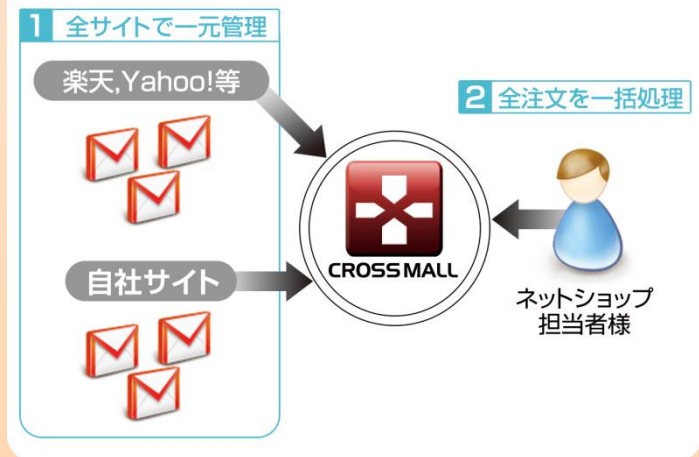 1 全サイトで一元管理
楽天,Yahoo!等
2 全注文を一括処理
CROSS MALL
自社サイト
ネットショップ
担当者様